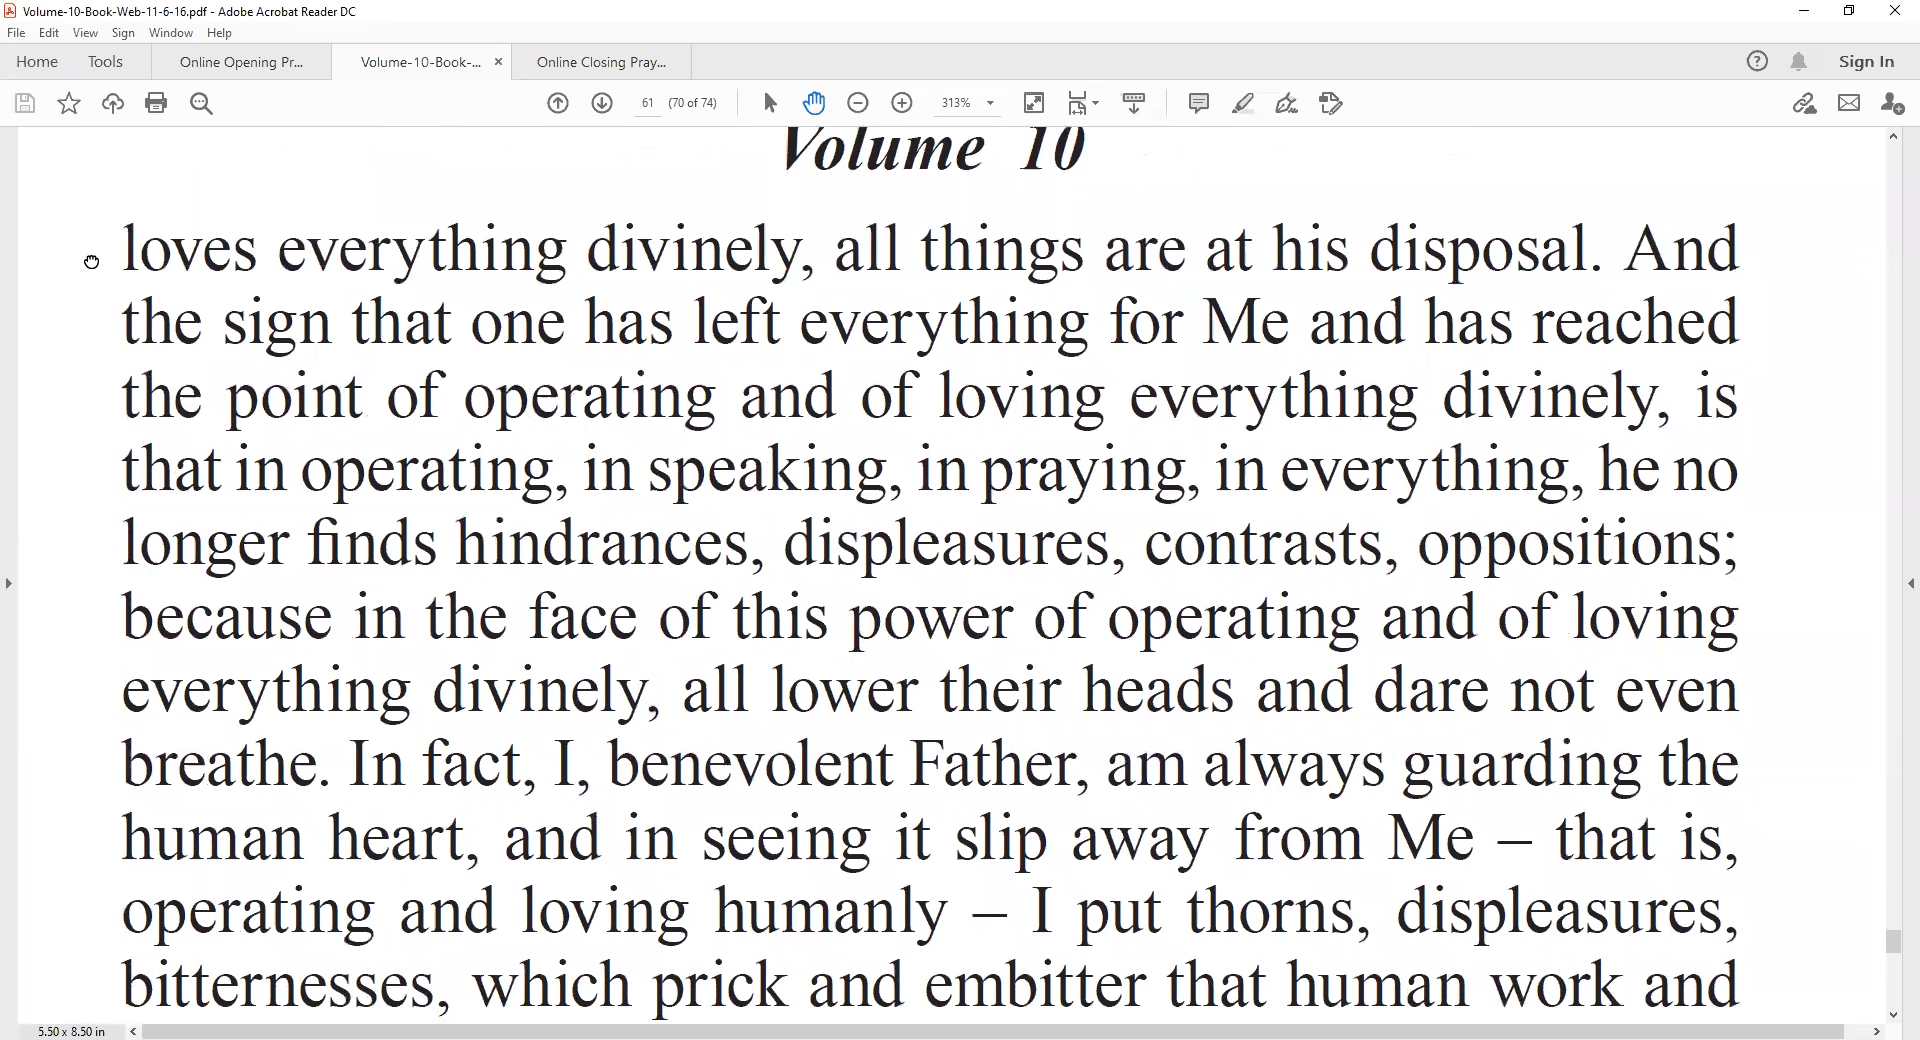 Volume-10-Book-Web-11-6-16.pdf - Adobe Acrobat Reader DC
File Edit View Sign Window Help
Home Tools Online Opening Pr... Volume-10-Book-... × Online Closing Pray... Sign In
61 (70 of 74) 313%
Volume 10
loves everything divinely, all things are at his disposal. And
the sign that one has left everything for Me and has reached
the point of operating and of loving everything divinely, is
that in operating, in speaking, in praying, in everything, he no
longer finds hindrances, displeasures, contrasts, oppositions;
because in the face of this power of operating and of loving
everything divinely, all lower their heads and dare not even
breathe. In fact, I, benevolent Father, am always guarding the
human heart, and in seeing it slip away from Me – that is,
operating and loving humanly – I put thorns, displeasures,
bitternesses, which prick and embitter that human work and
5.50 x 8.50 in